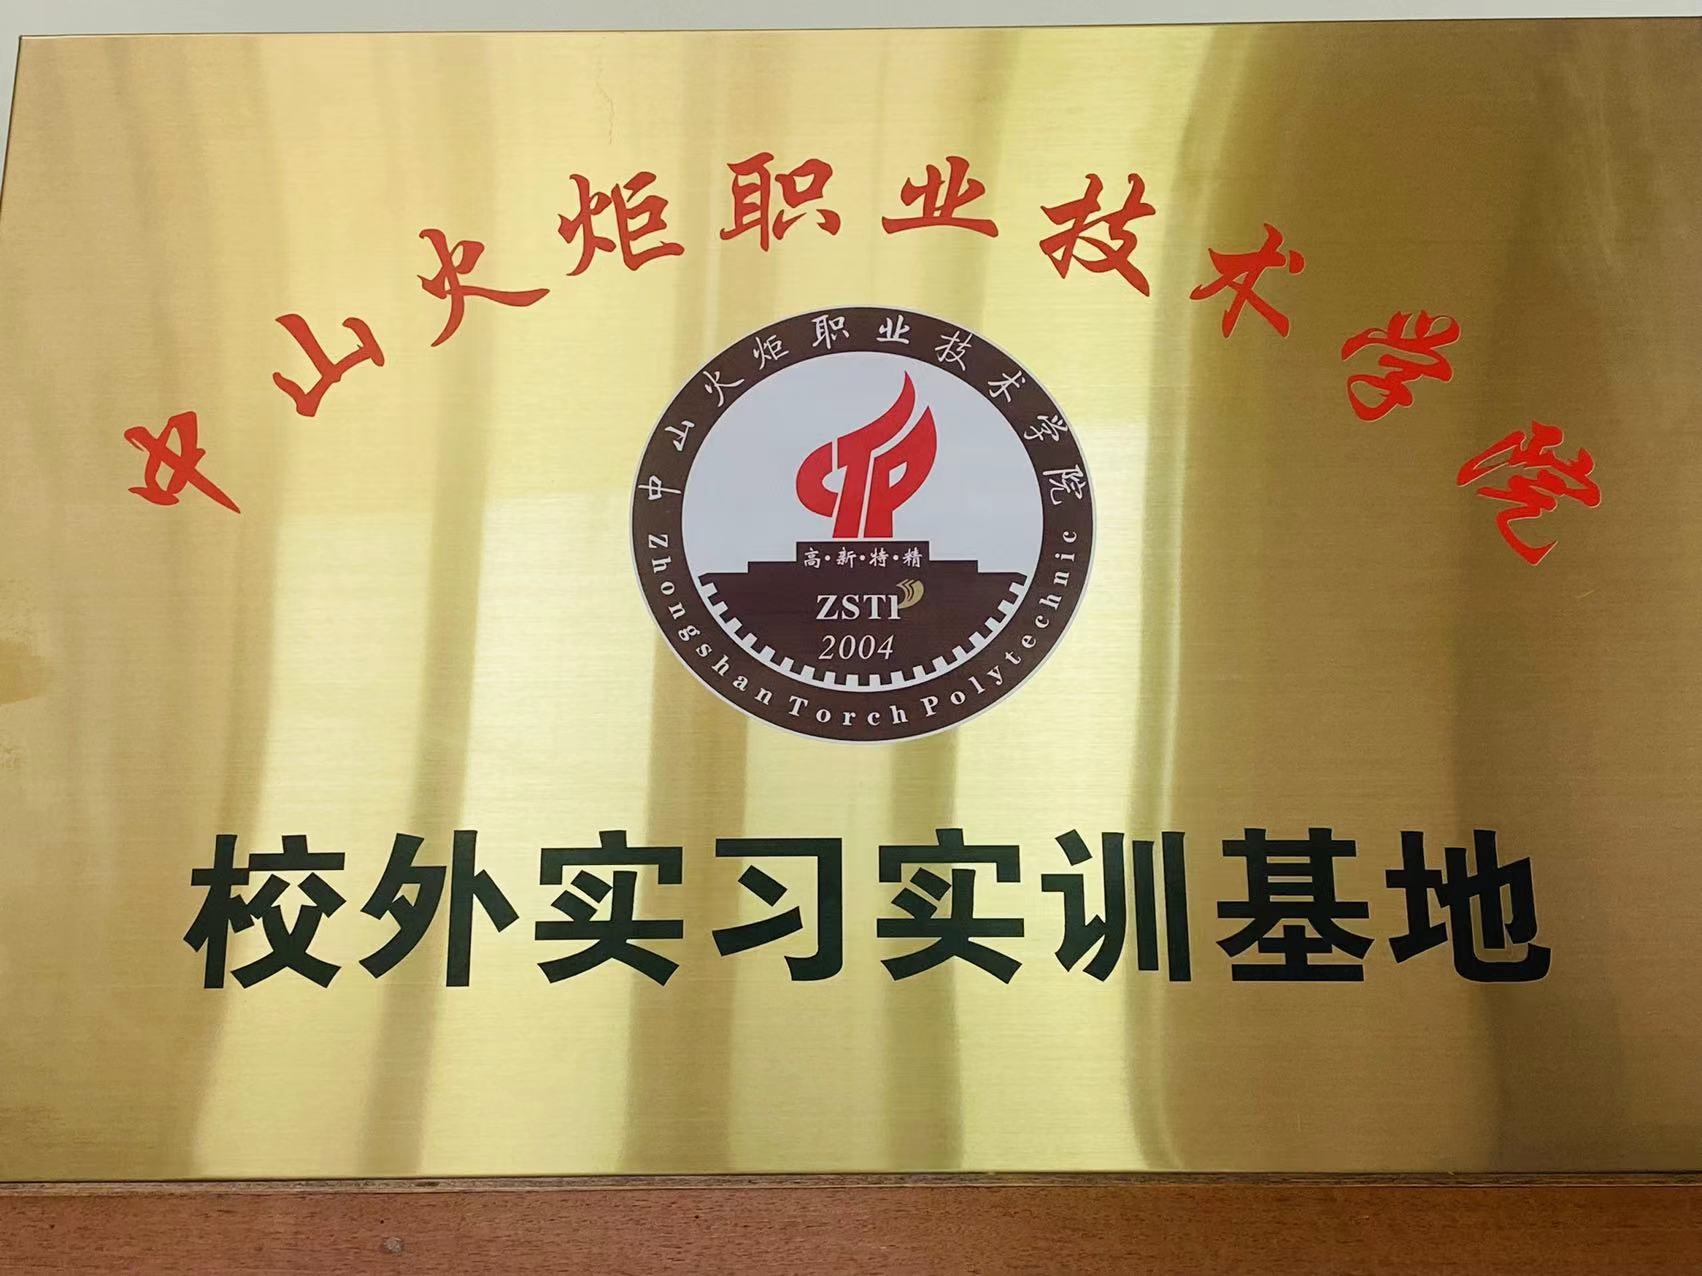 中山火炬职业技术学院
中山火炬职业技术学院
高·新·特·精
ZSTP
2004
Zhongshan Torch Polytechnic
校外实习实训基地